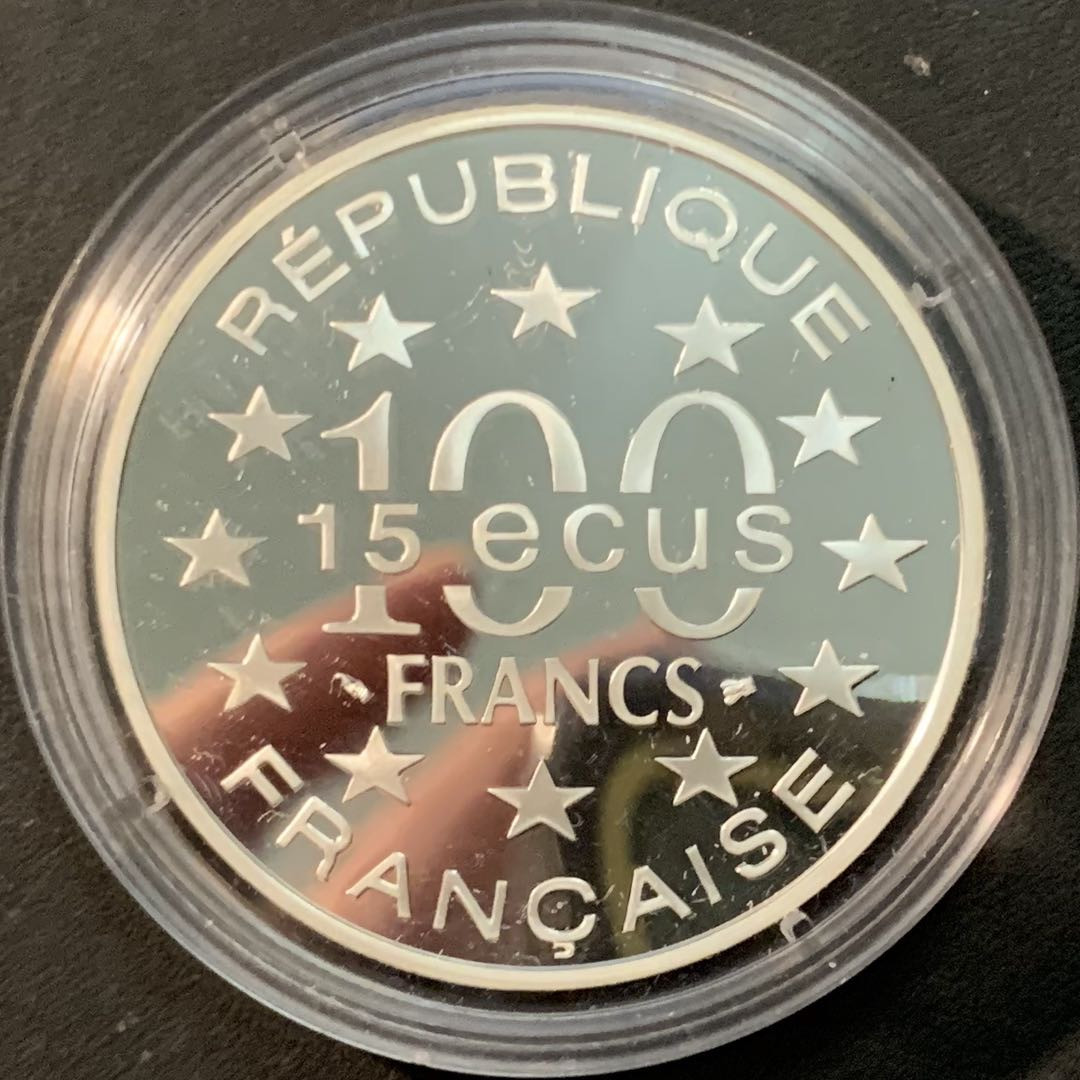 RÉPUBLIQUE
100
15 ecus
FRANCS
FRANÇAISE